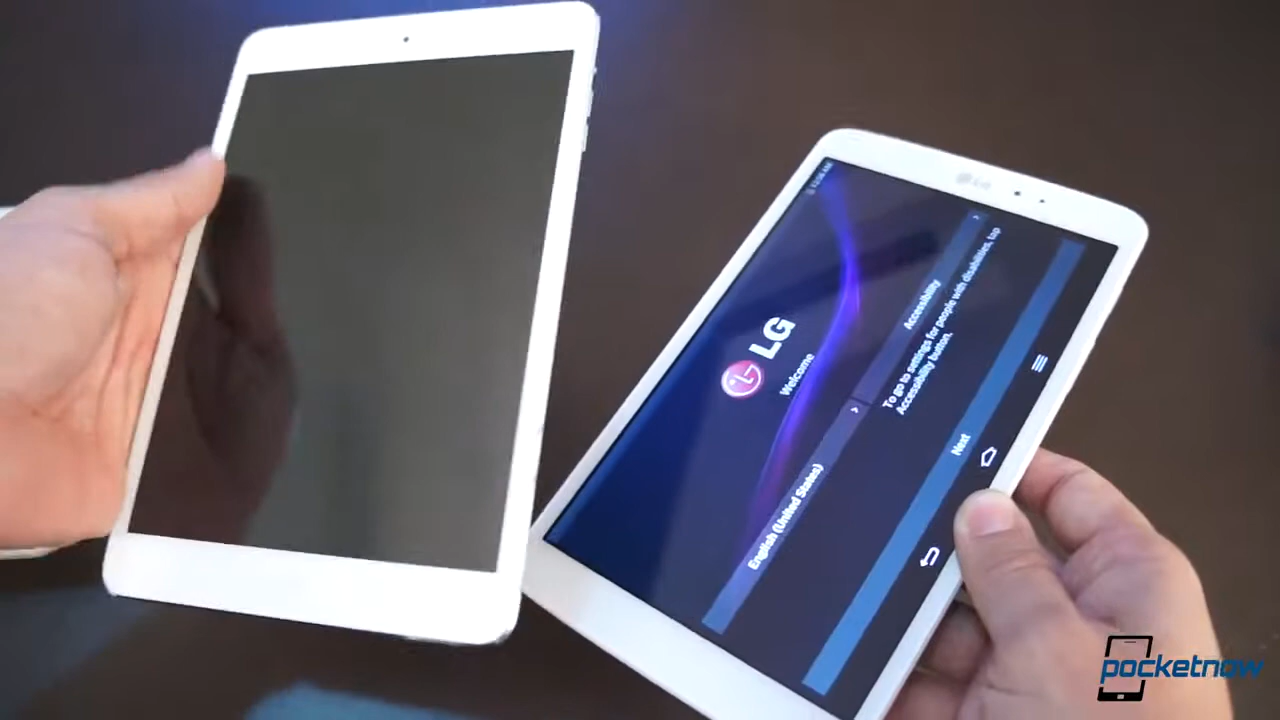 LG
LG
Welcome
English (United States)
Accessibility
To go to settings for people with disabilities, tap
Accessibility button.
Next
pocketnow